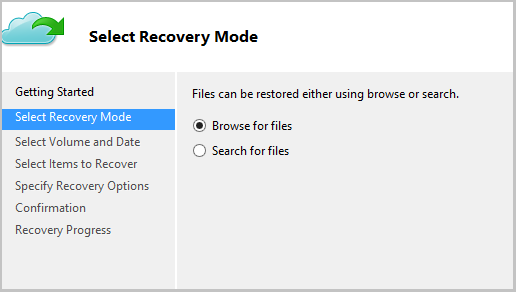 Select Recovery Mode
Getting Started
Select Recovery Mode
Select Volume and Date
Select Items to Recover
Specify Recovery Options
Confirmation
Recovery Progress
Files can be restored either using browse or search.
Browse for files
Search for files